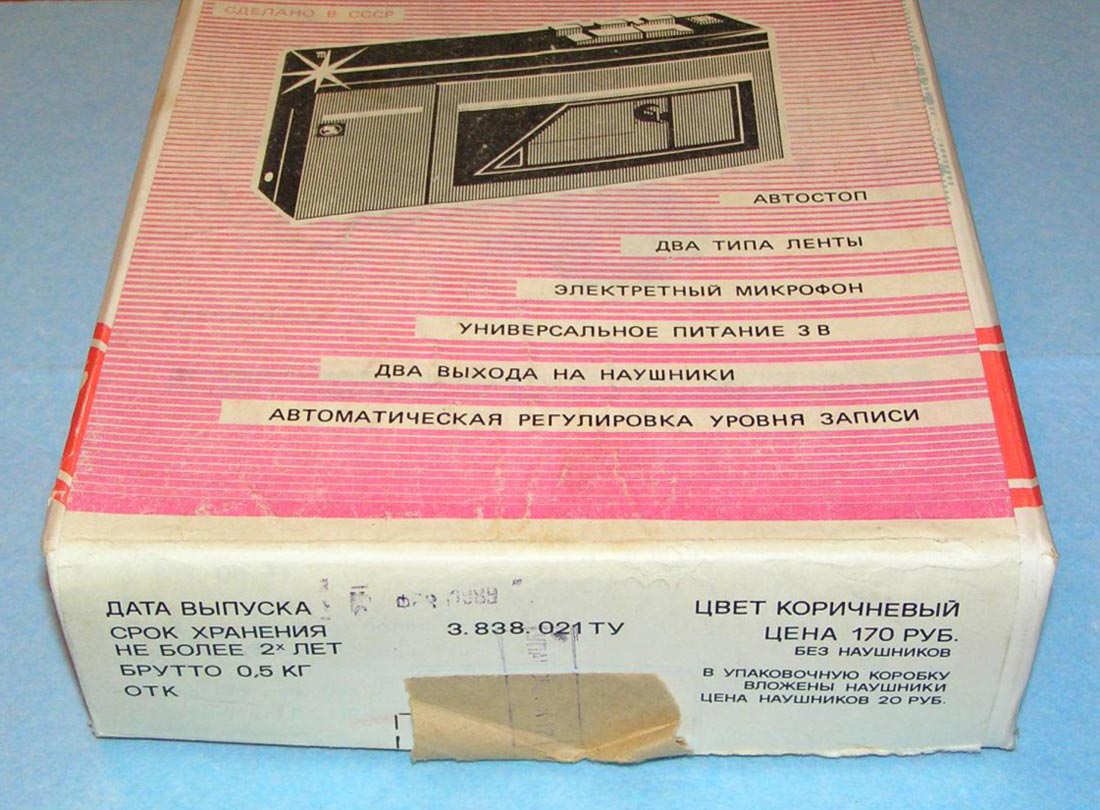 СДЕЛАНО В СССР
АВТОСТОП
ДВА ТИПА ЛЕНТЫ
ЭЛЕКТРЕТНЫЙ МИКРОФОН
УНИВЕРСАЛЬНОЕ ПИТАНИЕ 3 В
ДВА ВЫХОДА НА НАУШНИКИ
АВТОМАТИЧЕСКАЯ РЕГУЛИРОВКА УРОВНЯ ЗАПИСИ
ДАТА ВЫПУСКА
СРОК ХРАНЕНИЯ
НЕ БОЛЕЕ 2х ЛЕТ
БРУТТО 0,5 КГ
ОТК
3.838.021 ТУ
ЦВЕТ КОРИЧНЕВЫЙ
ЦЕНА 170 РУБ.
БЕЗ НАУШНИКОВ
В УПАКОВОЧНУЮ КОРОБКУ
ВЛОЖЕНЫ НАУШНИКИ
ЦЕНА НАУШНИКОВ 20 РУБ.